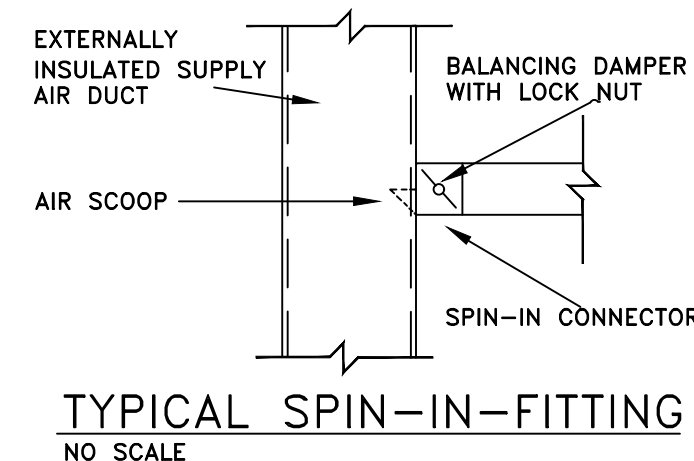 EXTERNALLY
INSULATED SUPPLY
AIR DUCT
BALANCING DAMPER
WITH LOCK NUT
AIR SCOOP
SPIN-IN CONNECTOR
TYPICAL SPIN-IN-FITTING
NO SCALE